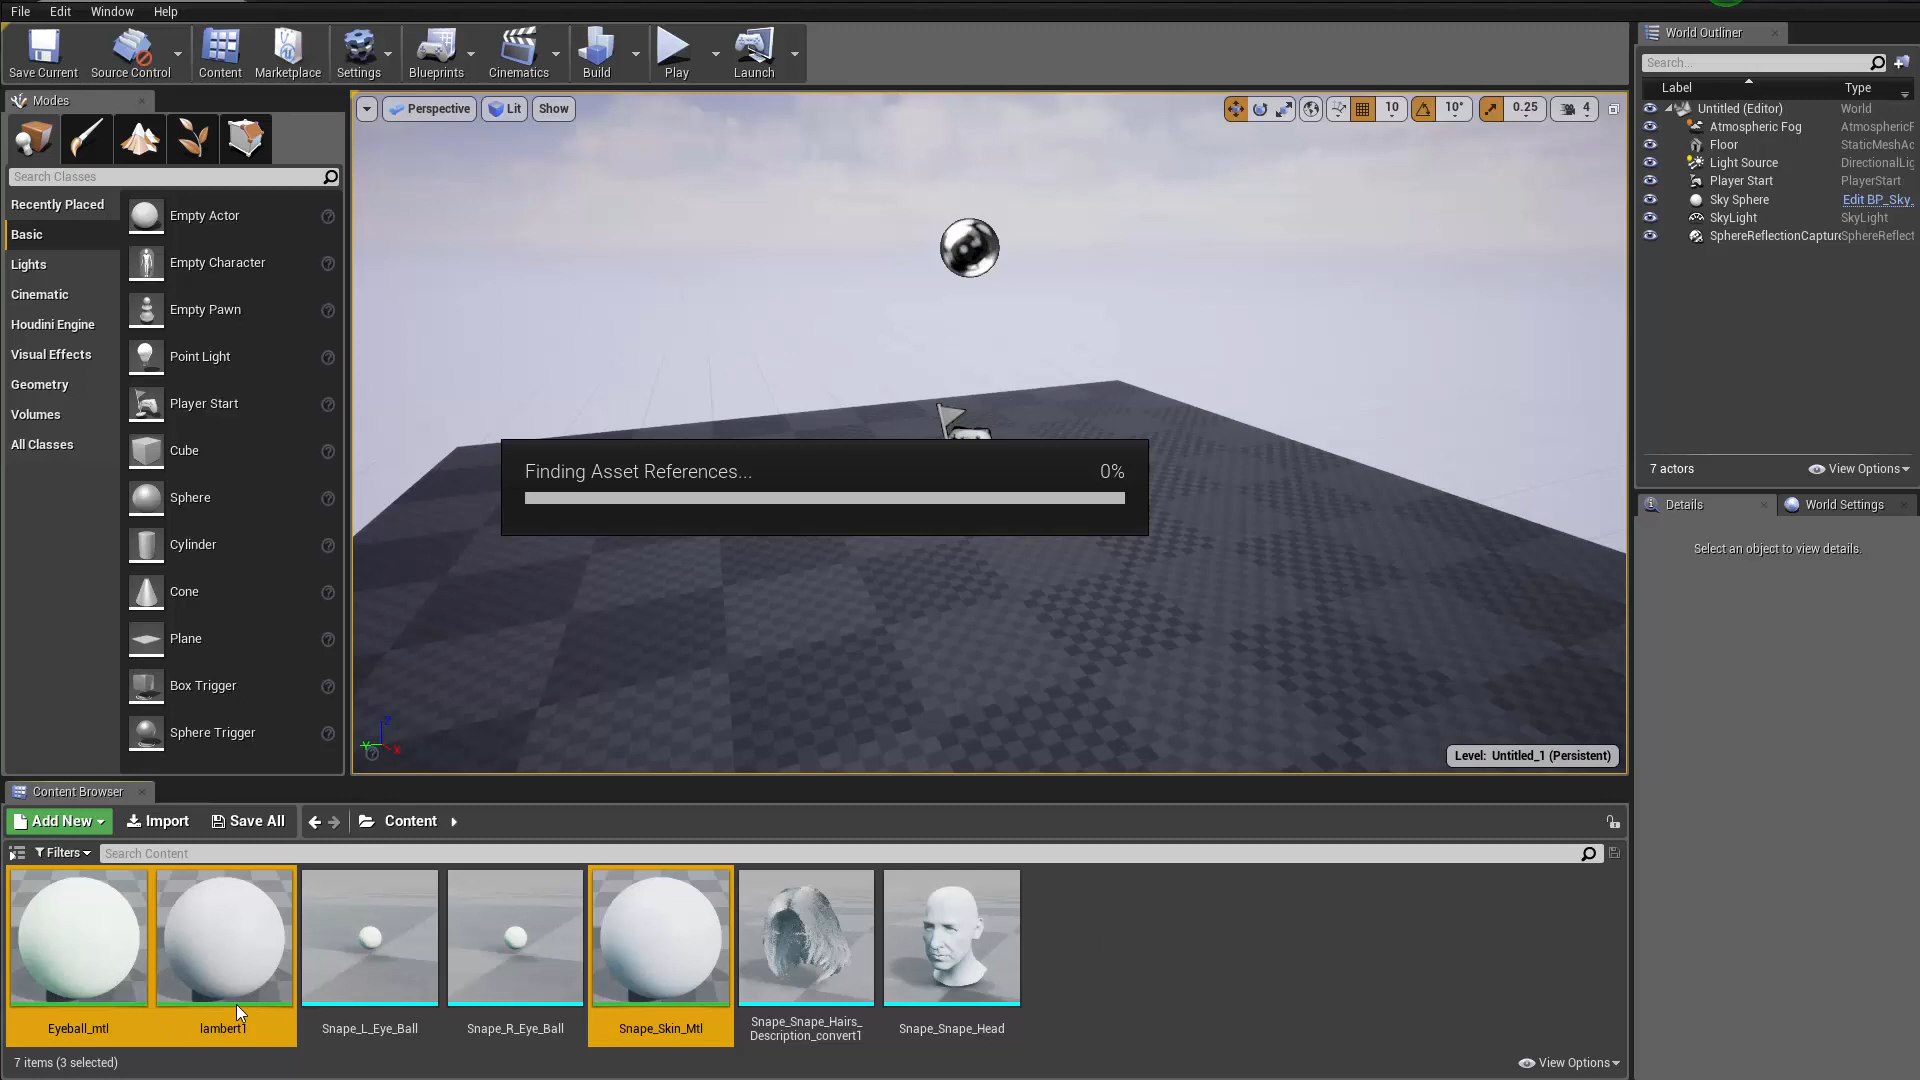 File Edit Window Help
Save Current
Source Control
Content
Marketplace
Settings
Blueprints
Cinematics
Build
Play
Launch
Modes
Search Classes
Recently Placed
Basic
Lights
Cinematic
Houdini Engine
Visual Effects
Geometry
Volumes
All Classes
Empty Actor
Empty Character
Empty Pawn
Point Light
Player Start
Cube
Sphere
Cylinder
Cone
Plane
Box Trigger
Sphere Trigger
Perspective Lit Show
10 10° 0.25 4
Finding Asset References... 0%
Level: Untitled_1 (Persistent)
World Outliner
Search...
Label Type
Untitled (Editor) World
Atmospheric Fog AtmosphericF
Floor StaticMeshAc
Light Source DirectionalLig
Player Start PlayerStart
Sky Sphere Edit BP_Sky_
SkyLight SkyLight
SphereReflectionCapture SphereReflect
7 actors View Options
Details World Settings
Select an object to view details.
Content Browser
Add New Import Save All Content
Filters Search Content
Eyeball_mtl
lambert1
Snape_L_Eye_Ball
Snape_R_Eye_Ball
Snape_Skin_Mtl
Snape_Snape_Hairs_
Description_convert1
Snape_Snape_Head
7 items (3 selected) View Options